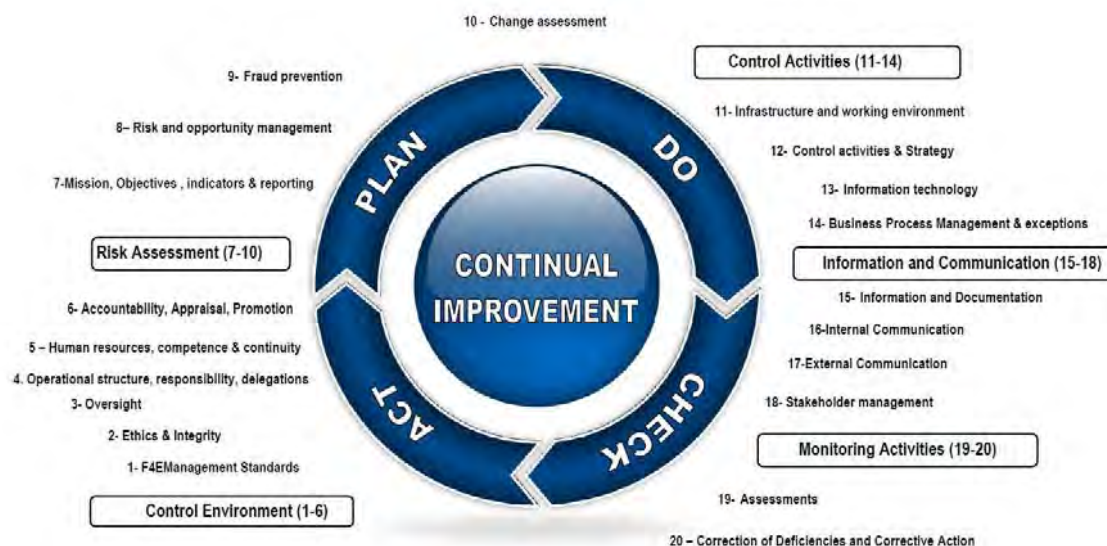 10 - Change assessment
9- Fraud prevention
8– Risk and opportunity management
7-Mission, Objectives , indicators & reporting
Risk Assessment (7-10)
6- Accountability, Appraisal, Promotion
5 – Human resources, competence & continuity
4. Operational structure, responsibility, delegations
3- Oversight
2- Ethics & Integrity
1- F4EManagement Standards
Control Environment (1-6)
PLAN
DO
CHECK
ACT
CONTINUAL
IMPROVEMENT
Control Activities (11-14)
11- Infrastructure and working environment
12- Control activities & Strategy
13- Information technology
14- Business Process Management & exceptions
Information and Communication (15-18)
15- Information and Documentation
16-Internal Communication
17-External Communication
18- Stakeholder management
Monitoring Activities (19-20)
19- Assessments
20 – Correction of Deficiencies and Corrective Action